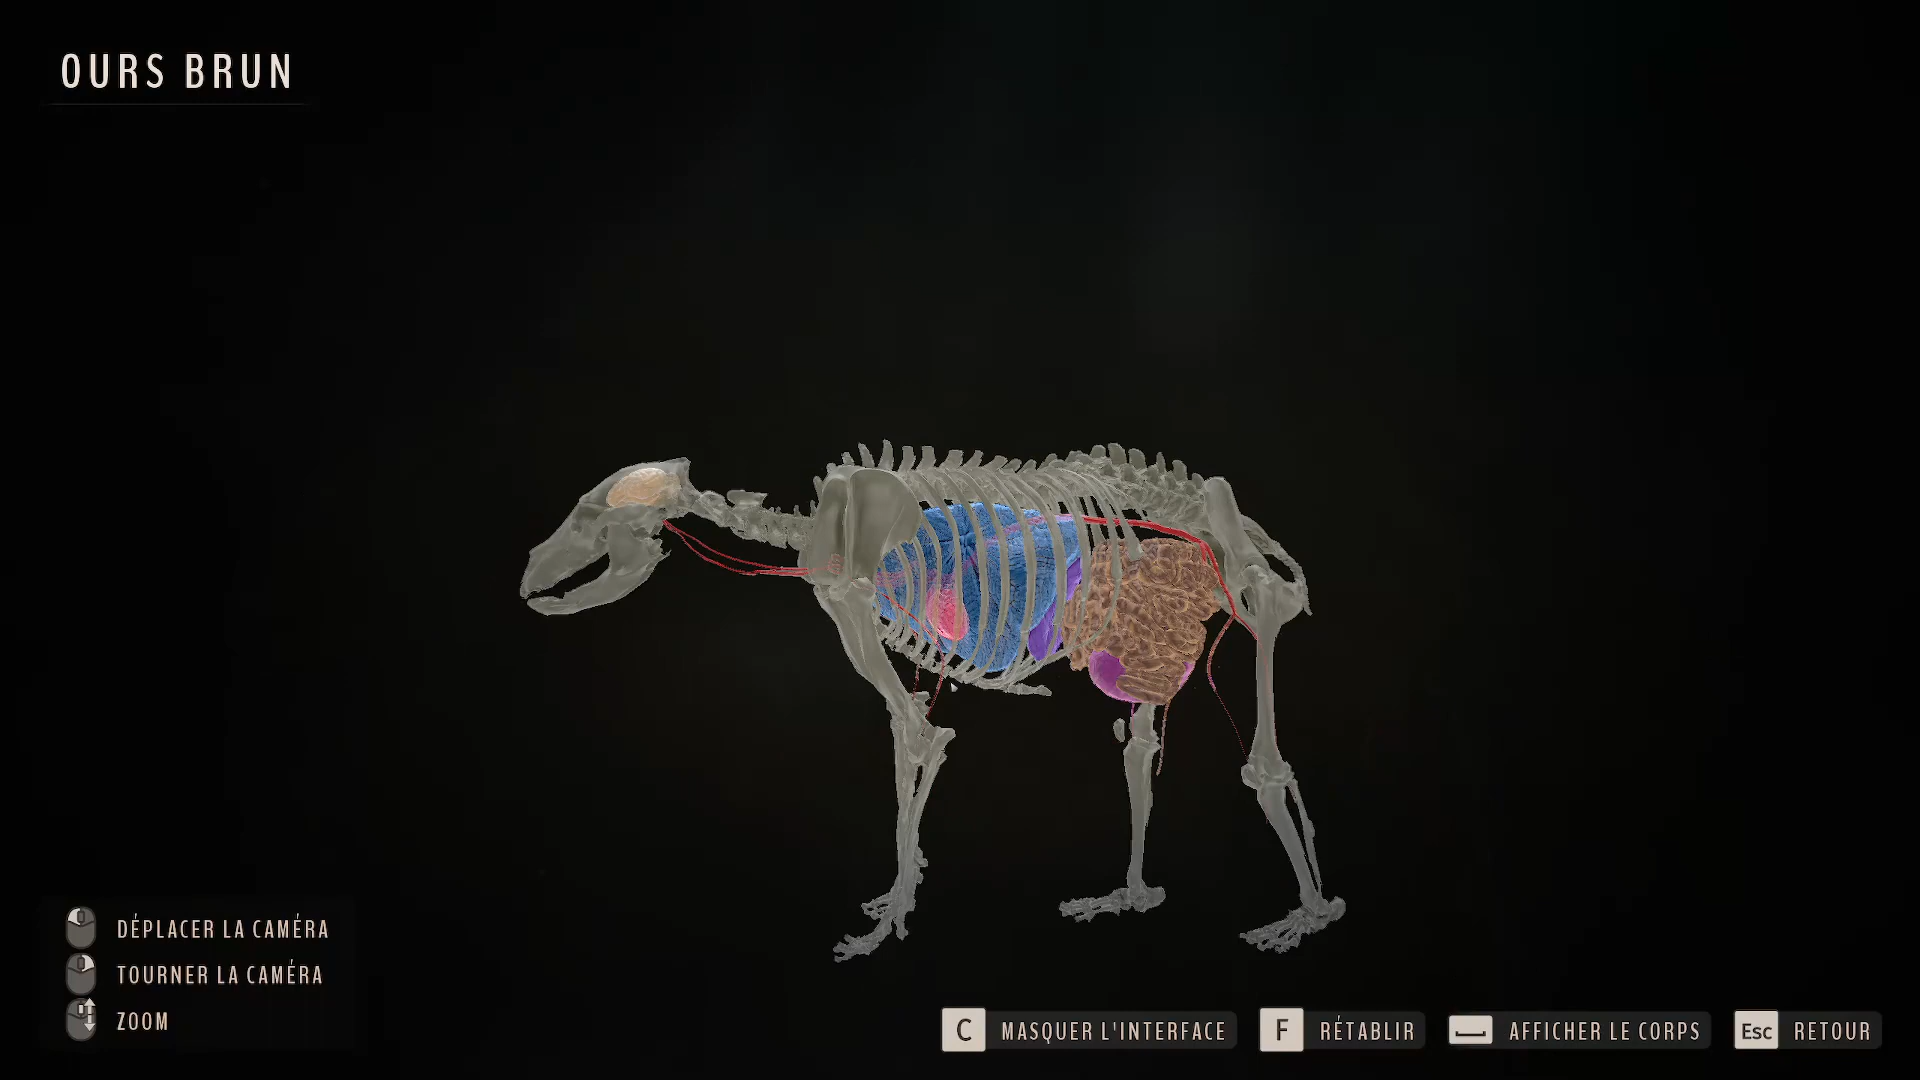 OURS BRUN
DÉPLACER LA CAMÉRA
TOURNER LA CAMÉRA
ZOOM
C MASQUER L'INTERFACE F RÉTABLIR AFFICHER LE CORPS Esc RETOUR